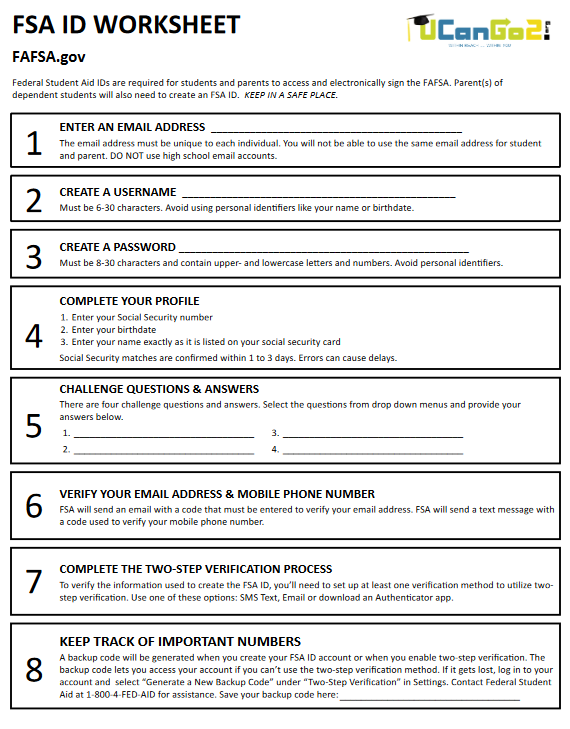 FSA ID WORKSHEET
UCanGo2!
FAFSA.gov
Federal Student Aid IDs are required for students and parents to access and electronically sign the FAFSA. Parent(s) of
dependent students will also need to create an FSA ID. KEEP IN A SAFE PLACE.
1
ENTER AN EMAIL ADDRESS ___________________________________________
The email address must be unique to each individual. You will not be able to use the same email address for student
and parent. DO NOT use high school email accounts.
2
CREATE A USERNAME _______________________________________________
Must be 6-30 characters. Avoid using personal identifiers like your name or birthdate.
3
CREATE A PASSWORD __________________________________________________
Must be 8-30 characters and contain upper- and lowercase letters and numbers. Avoid personal identifiers.
4
COMPLETE YOUR PROFILE
1. Enter your Social Security number
2. Enter your birthdate
3. Enter your name exactly as it is listed on your social security card
Social Security matches are confirmed within 1 to 3 days. Errors can cause delays.
5
CHALLENGE QUESTIONS & ANSWERS
There are four challenge questions and answers. Select the questions from drop down menus and provide your
answers below.
1. ____________________________________ 3. ____________________________________
2. ____________________________________ 4. ____________________________________
6
VERIFY YOUR EMAIL ADDRESS & MOBILE PHONE NUMBER
FSA will send an email with a code that must be entered to verify your email address. FSA will send a text message with
a code used to verify your mobile phone number.
7
COMPLETE THE TWO-STEP VERIFICATION PROCESS
To verify the information used to create the FSA ID, you'll need to set up at least one verification method to utilize two-
step verification. Use one of these options: SMS Text, Email or download an Authenticator app.
8
KEEP TRACK OF IMPORTANT NUMBERS
A backup code will be generated when you create your FSA ID account or when you enable two-step verification. The
backup code lets you access your account if you can't use the two-step verification method. If it gets lost, log in to your
account and select “Generate a New Backup Code” under “Two-Step Verification” in Settings. Contact Federal Student
Aid at 1-800-4-FED-AID for assistance. Save your backup code here: ____________________________________